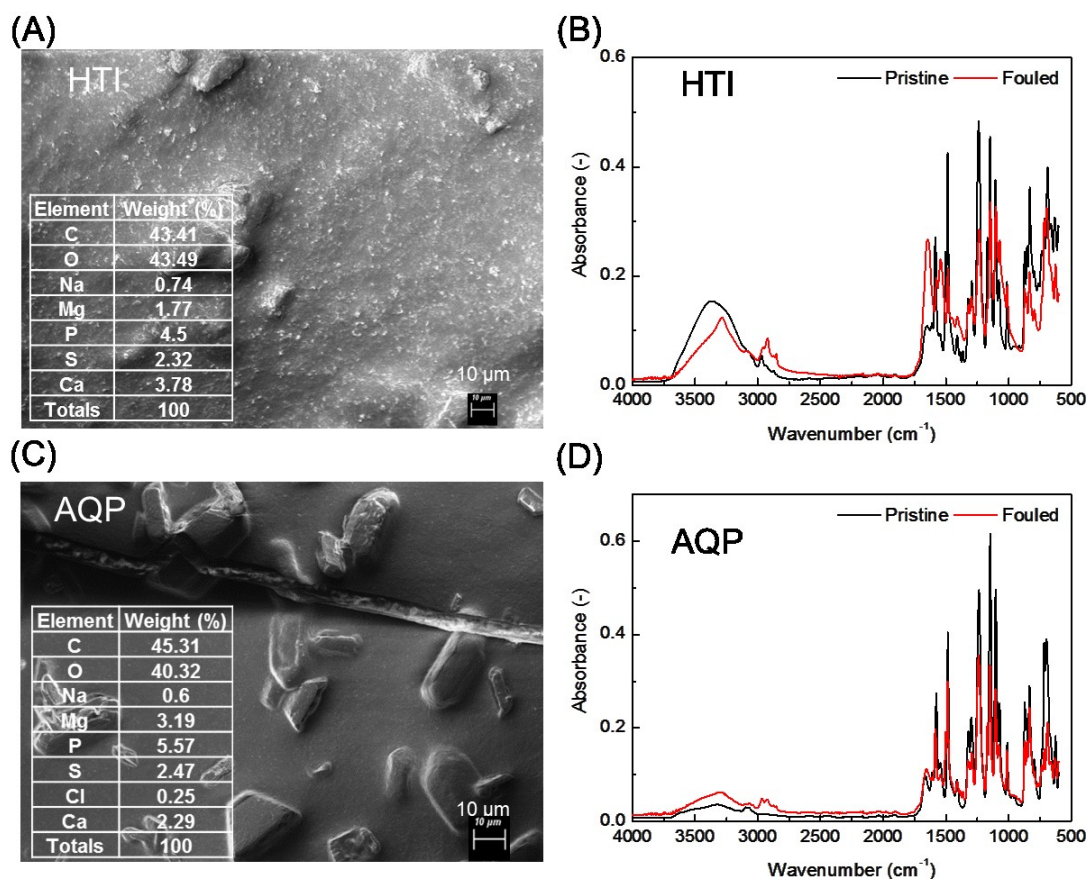 (A)
HTI
Element Weight (%)
C 43.41
O 43.49
Na 0.74
Mg 1.77
P 4.5
S 2.32
Ca 3.78
Totals 100
10 µm
10 µm
(B)
HTI
Pristine Fouled
Absorbance (-)
0.6
0.4
0.2
0.0
4000 3500 3000 2500 2000 1500 1000 500
Wavenumber (cm⁻¹)
(C)
AQP
Element Weight (%)
C 45.31
O 40.32
Na 0.6
Mg 3.19
P 5.57
S 2.47
Cl 0.25
Ca 2.29
Totals 100
10 µm
10 µm
(D)
AQP
Pristine Fouled
Absorbance (-)
0.6
0.4
0.2
0.0
4000 3500 3000 2500 2000 1500 1000 500
Wavenumber (cm⁻¹)